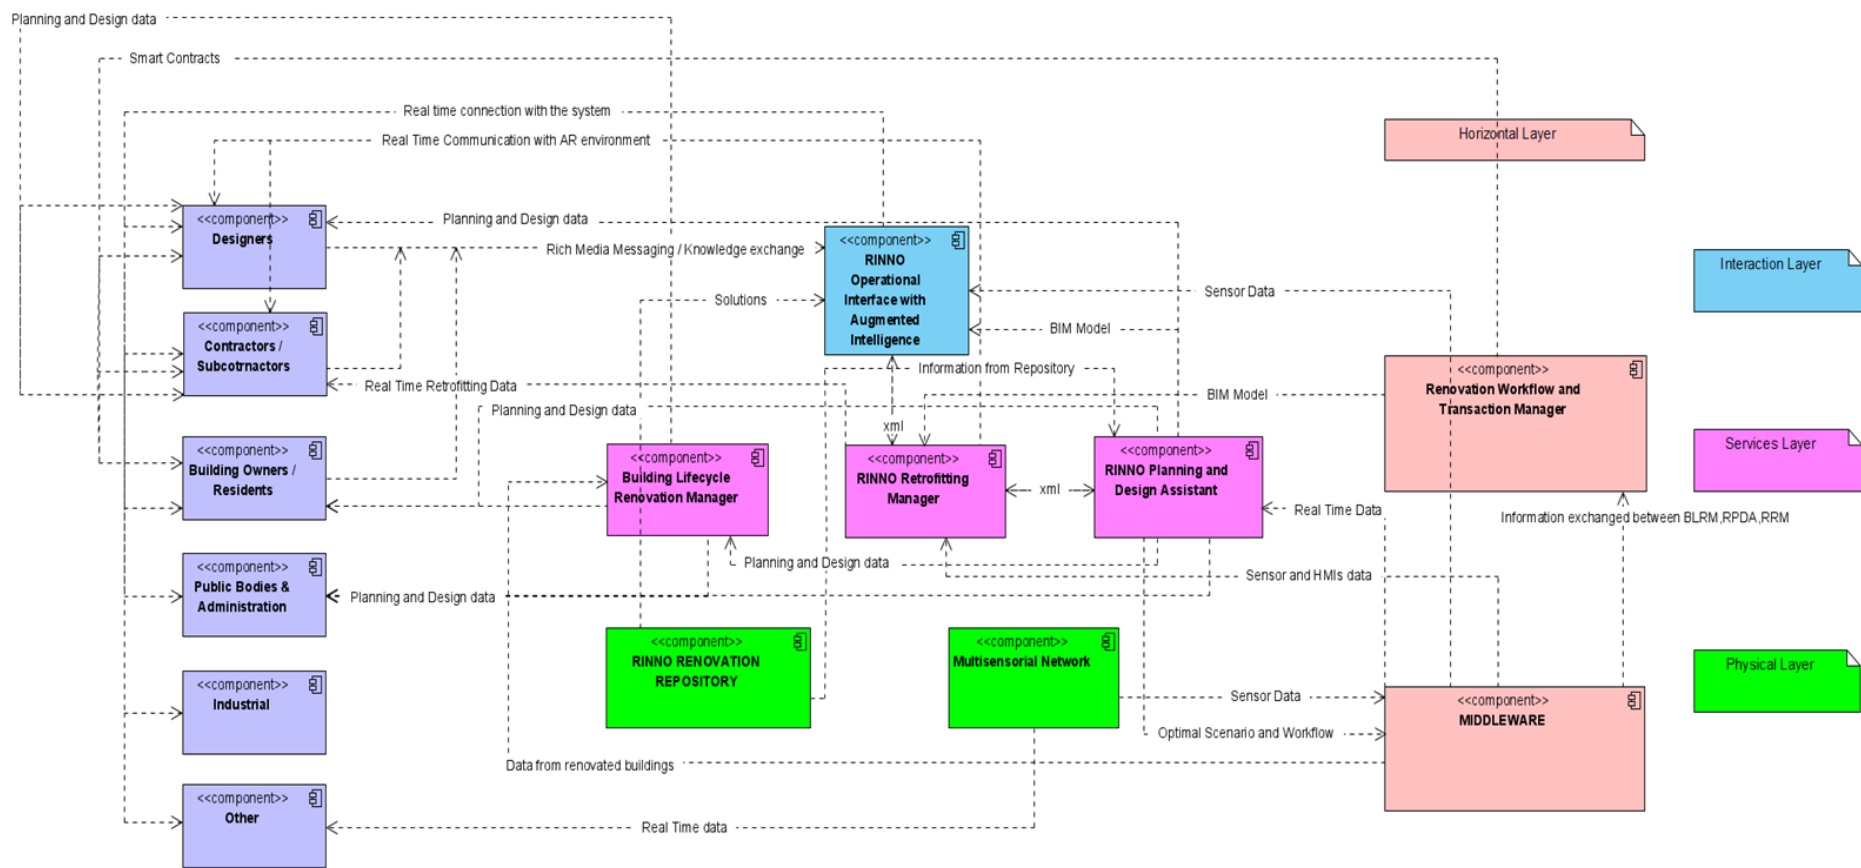 Planning and Design data
Smart Contracts
Real time connection with the system
Real Time Communication with AR environment
Horizontal Layer
<<component>>
Designers
Planning and Design data
Rich Media Messaging / Knowledge exchange
<<component>>
RINNO
Operational
Interface with
Augmented
Intelligence
Interaction Layer
Solutions
Sensor Data
BIM Model
<<component>>
Contractors /
Subcotrnactors
Information from Repository
Real Time Retrofitting Data
BIM Model
<<component>>
Renovation Workflow and
Transaction Manager
Planning and Design data
xml
<<component>>
Building Owners /
Residents
<<component>>
Building Lifecycle
Renovation Manager
<<component>>
RINNO Retrofitting
Manager
xml
<<component>>
RINNO Planning and
Design Assistant
Services Layer
Real Time Data
Information exchanged between BLRM,RPDA,RRM
<<component>>
Public Bodies &
Administration
Planning and Design data
Sensor and HMIs data
Planning and Design data
<<component>>
RINNO RENOVATION
REPOSITORY
<<component>>
Multisensorial Network
Physical Layer
<<component>>
Industrial
Sensor Data
<<component>>
MIDDLEWARE
Optimal Scenario and Workflow
Data from renovated buildings
<<component>>
Other
Real Time data